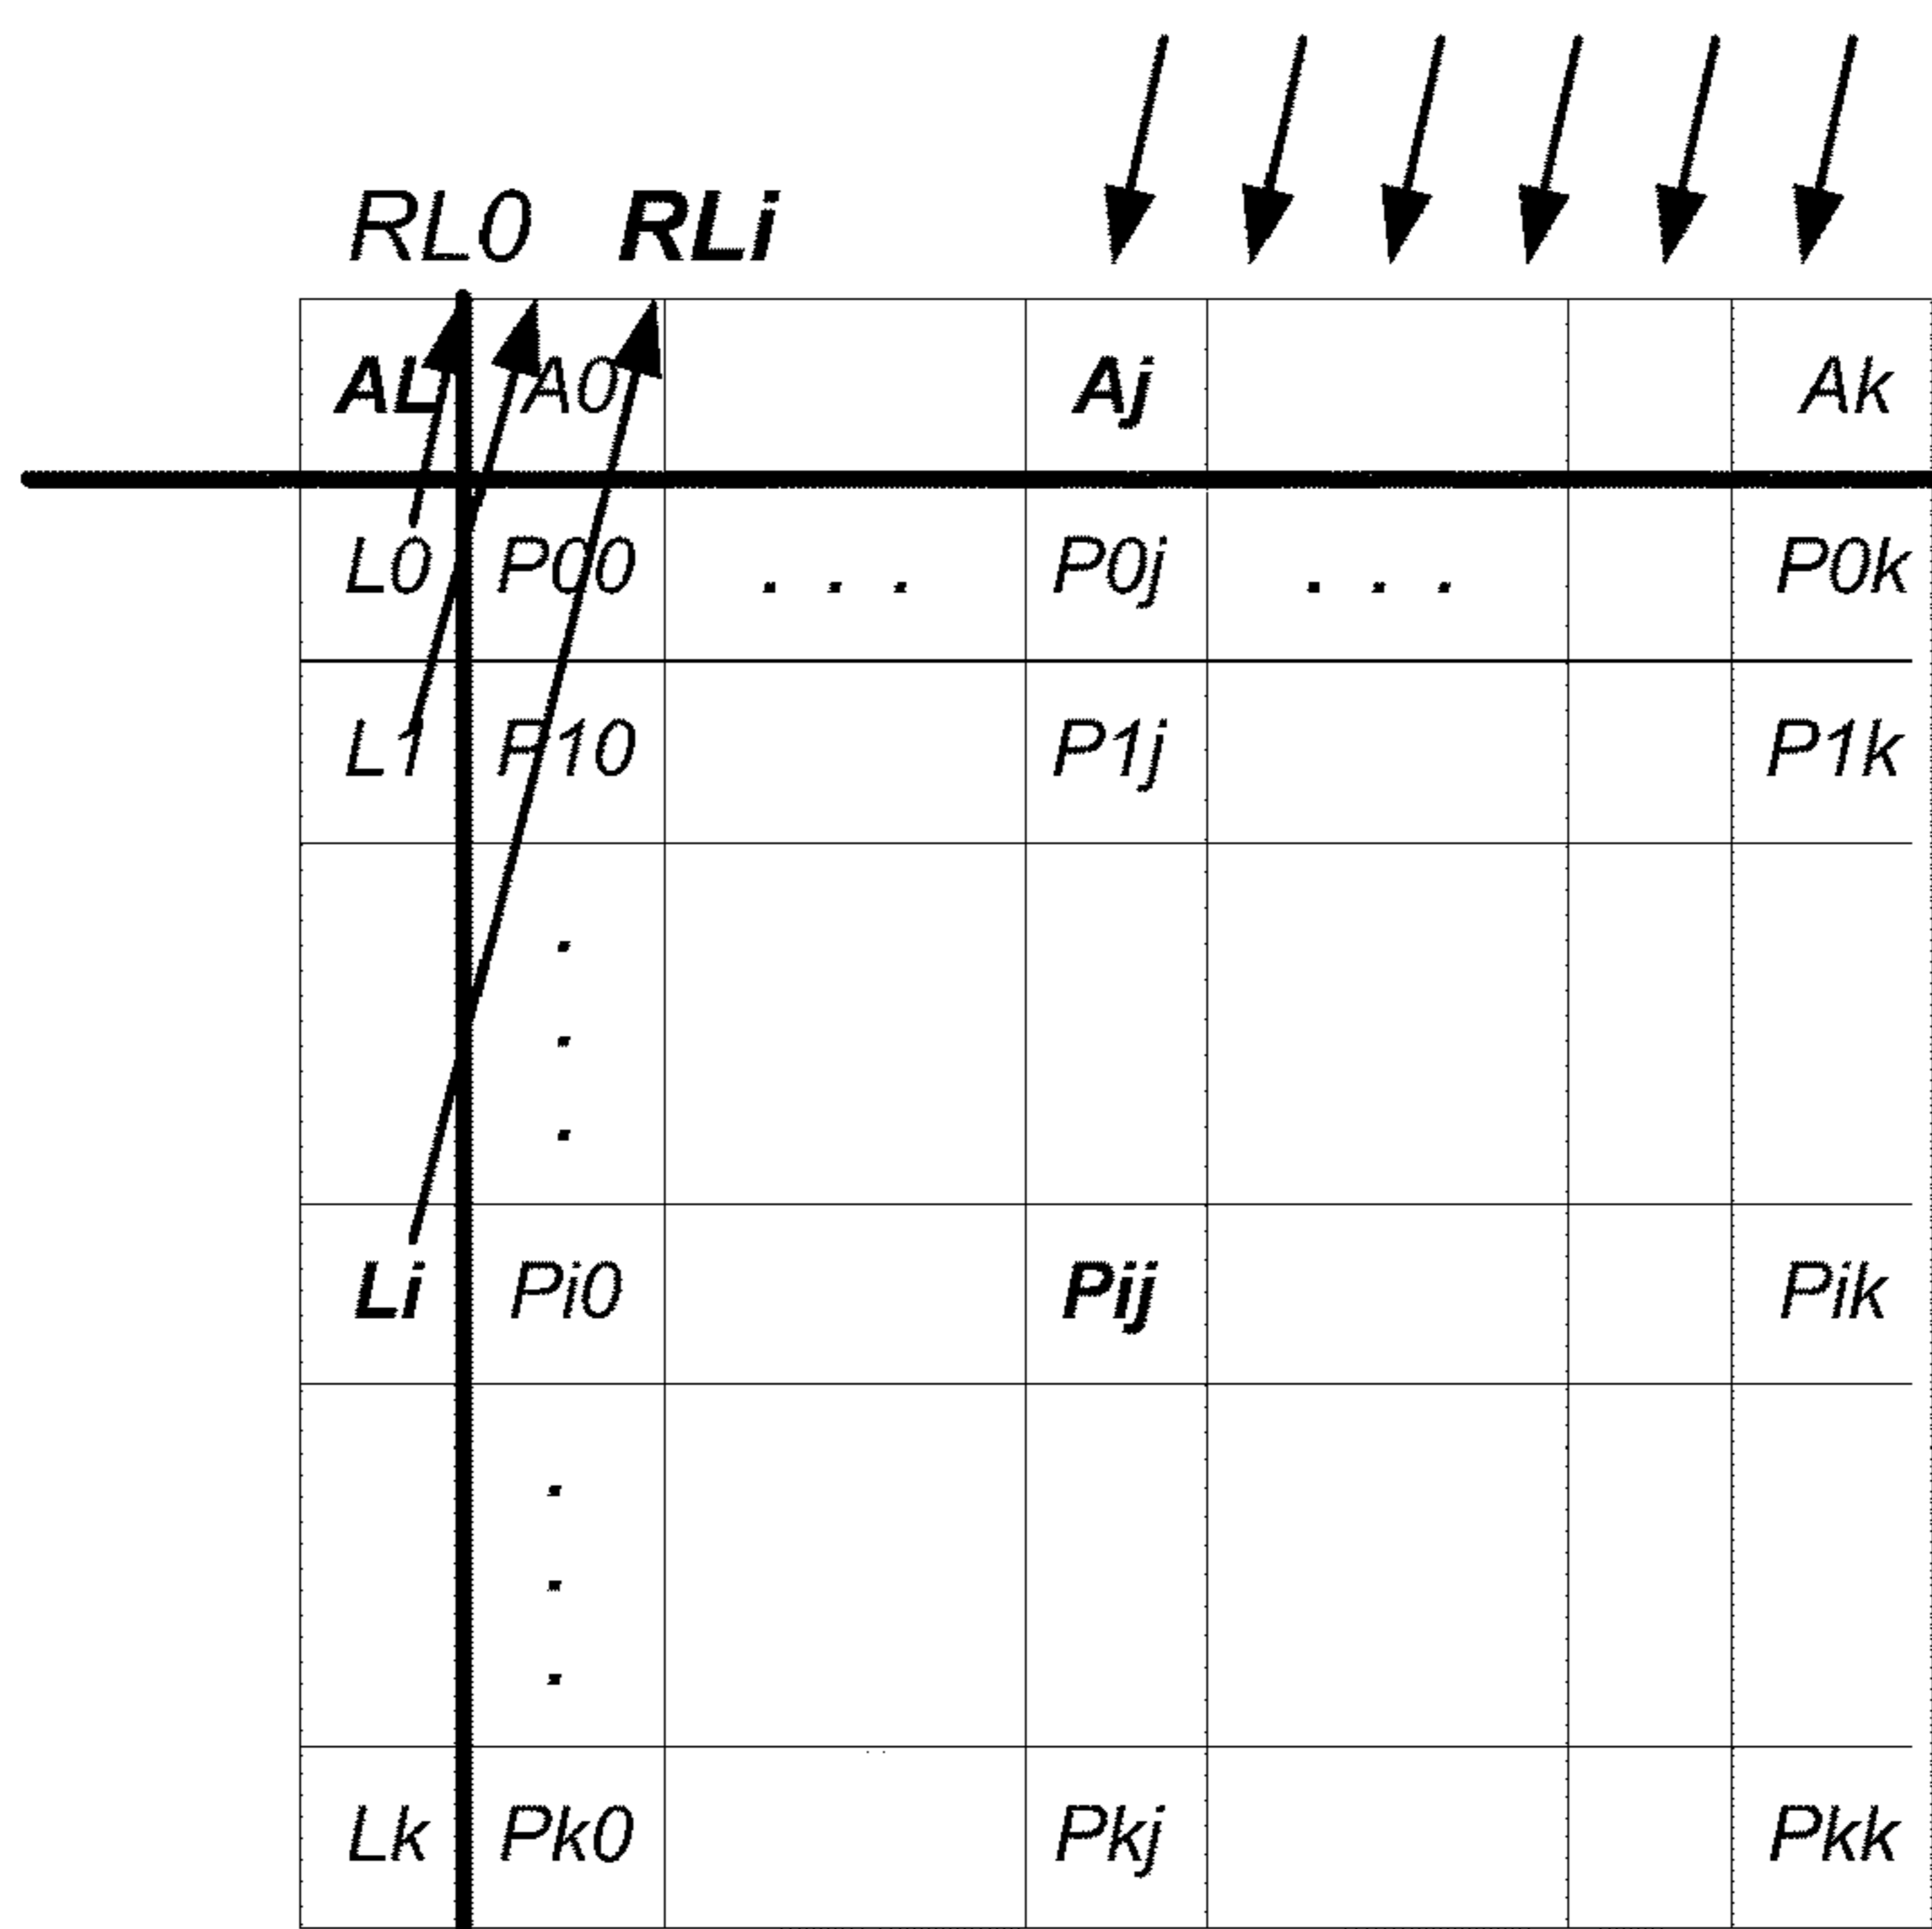 RL0 RLi
AL A0 Aj Ak
L0 P00 . . . P0j . . . P0k
L1 P10 P1j P1k
.
.
.
Li Pi0 Pij Pik
.
.
.
Lk Pk0 Pkj Pkk